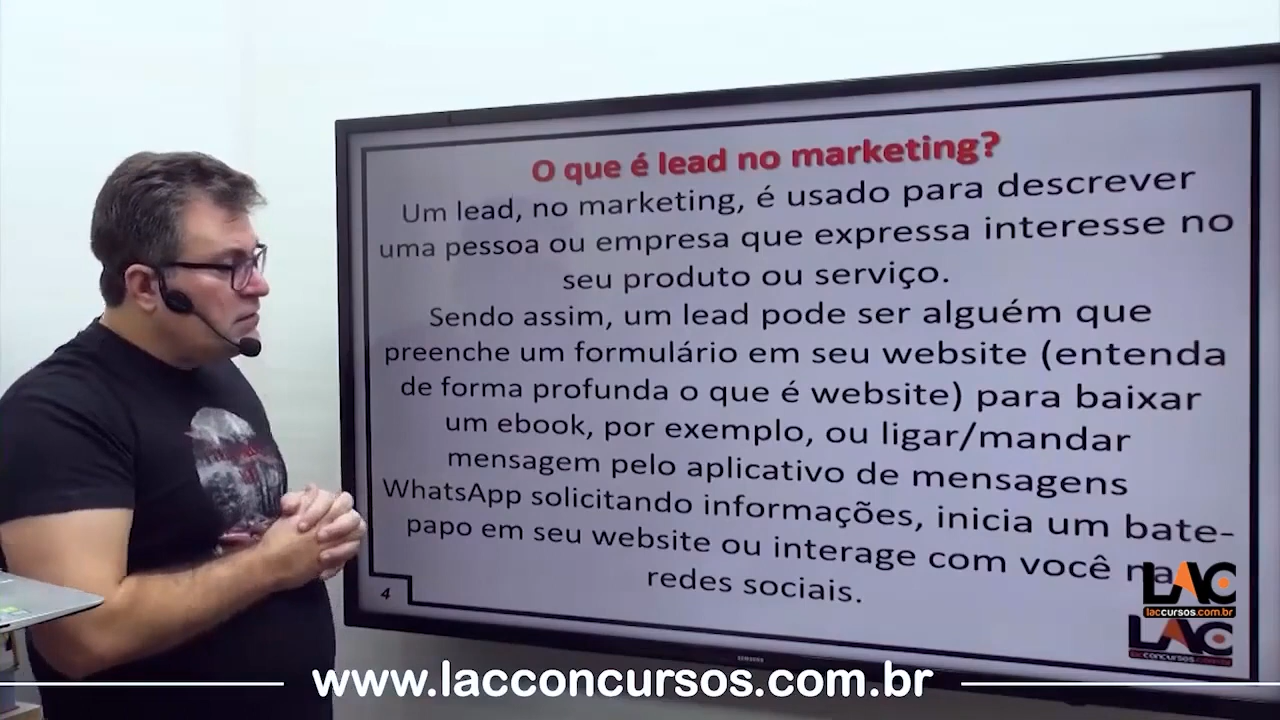 O que é lead no marketing?
Um lead, no marketing, é usado para descrever
uma pessoa ou empresa que expressa interesse no
seu produto ou serviço.
Sendo assim, um lead pode ser alguém que
preenche um formulário em seu website (entenda
de forma profunda o que é website) para baixar
um ebook, por exemplo, ou ligar/mandar
mensagem pelo aplicativo de mensagens
WhatsApp solicitando informações, inicia um bate-
papo em seu website ou interage com você na
redes sociais.
4
LAC
laccursos.com.br
LAC
SAMSUNG
www.lacconcursos.com.br